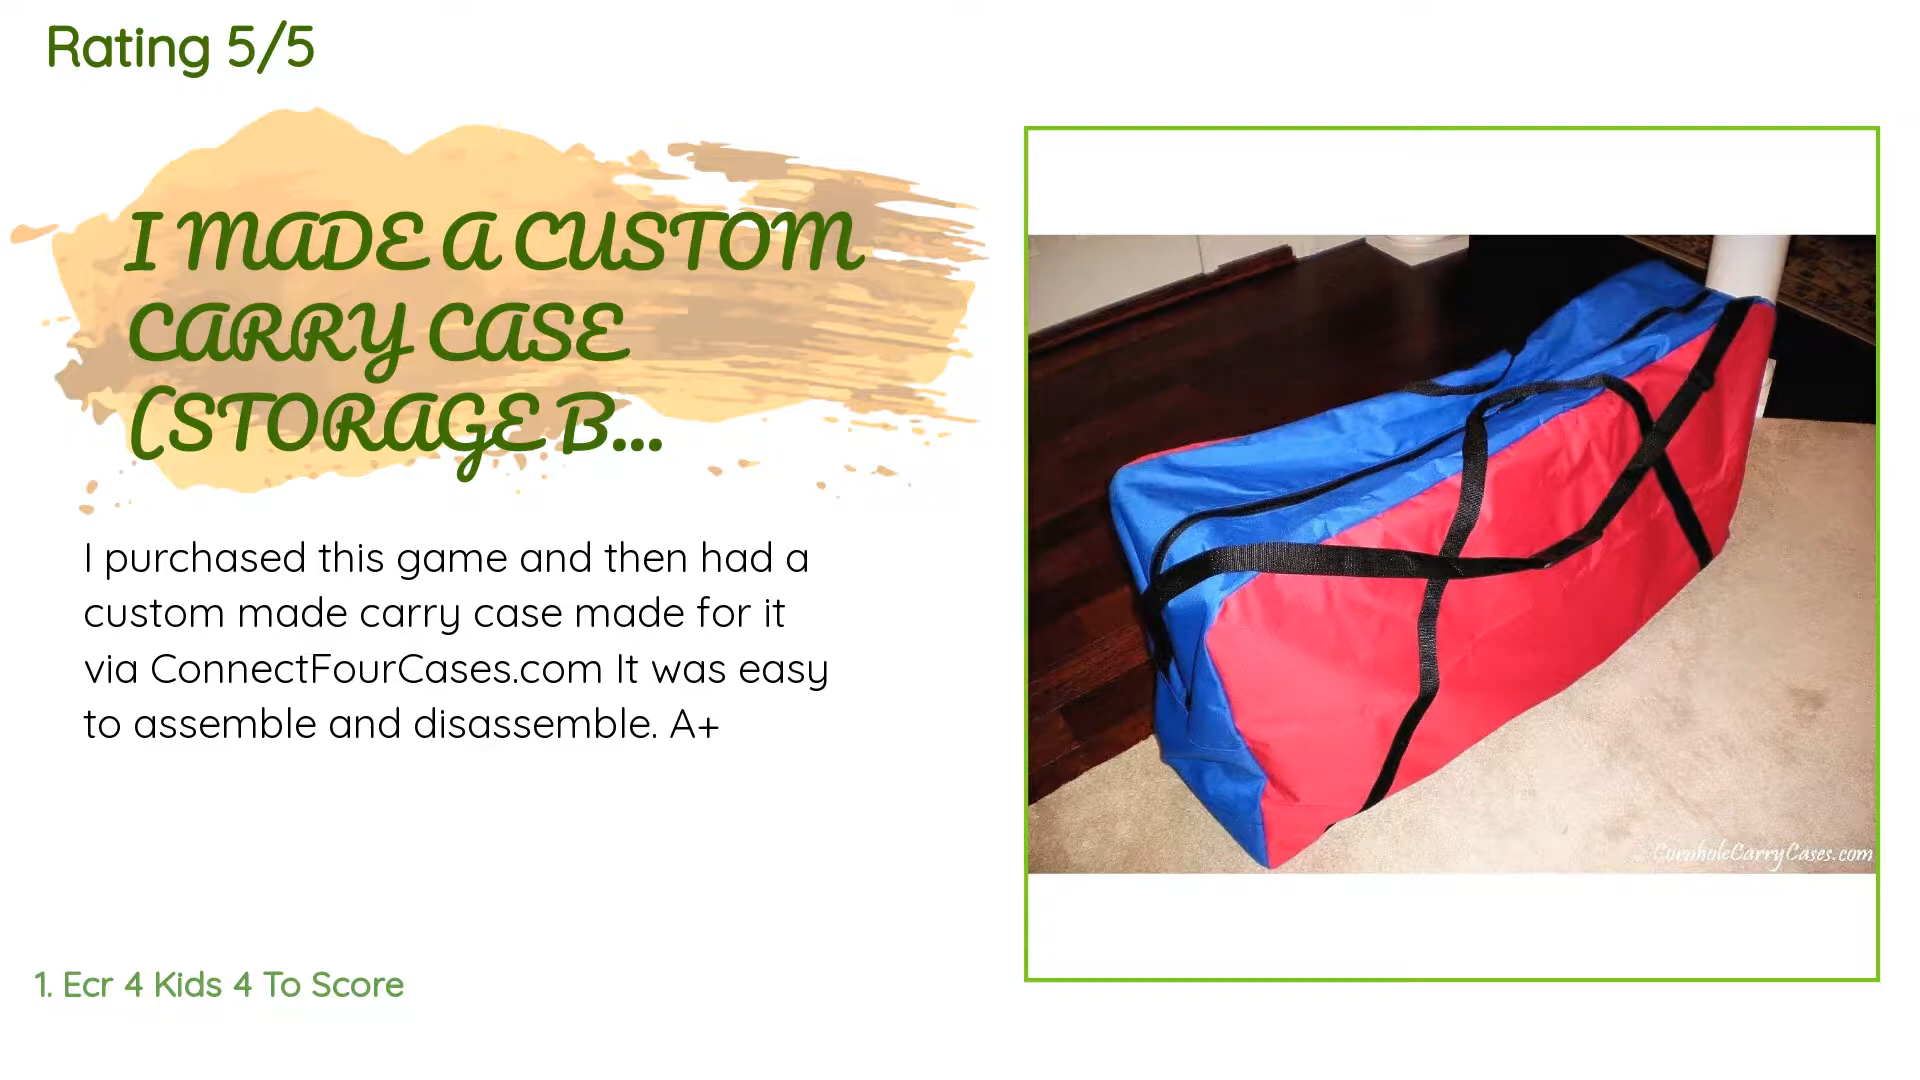 Rating 5/5
I MADE A CUSTOM
CARRY CASE
(STORAGE B...
I purchased this game and then had a
custom made carry case made for it
via ConnectFourCases.com It was easy
to assemble and disassemble. A+
CornholeCarryCases.com
1. Ecr 4 Kids 4 To Score